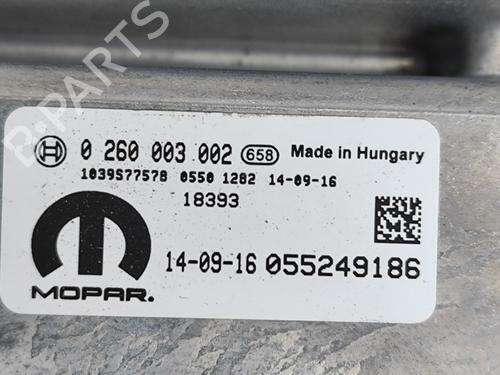 B-PARTS
0 260 003 002 658 Made in Hungary
1039S77578 0550 1282 14-09-16
18393
14-09-16 055249186
MOPAR.